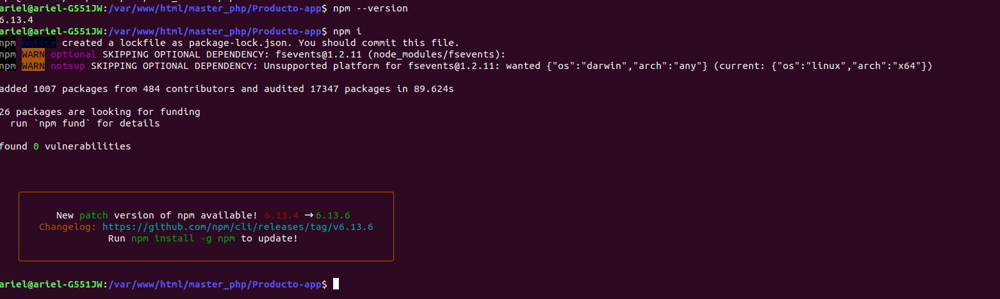 ariel@ariel-G551JW:/var/www/html/master_php/Producto-app$ npm --version
6.13.4
ariel@ariel-G551JW:/var/www/html/master_php/Producto-app$ npm i
npm notice created a lockfile as package-lock.json. You should commit this file.
npm WARN optional SKIPPING OPTIONAL DEPENDENCY: fsevents@1.2.11 (node_modules/fsevents):
npm WARN notsup SKIPPING OPTIONAL DEPENDENCY: Unsupported platform for fsevents@1.2.11: wanted {"os":"darwin","arch":"any"} (current: {"os":"linux","arch":"x64"})
added 1007 packages from 484 contributors and audited 17347 packages in 89.624s
26 packages are looking for funding
run `npm fund` for details
found 0 vulnerabilities
New patch version of npm available! 6.13.4 → 6.13.6
Changelog: https://github.com/npm/cli/releases/tag/v6.13.6
Run npm install -g npm to update!
ariel@ariel-G551JW:/var/www/html/master_php/Producto-app$